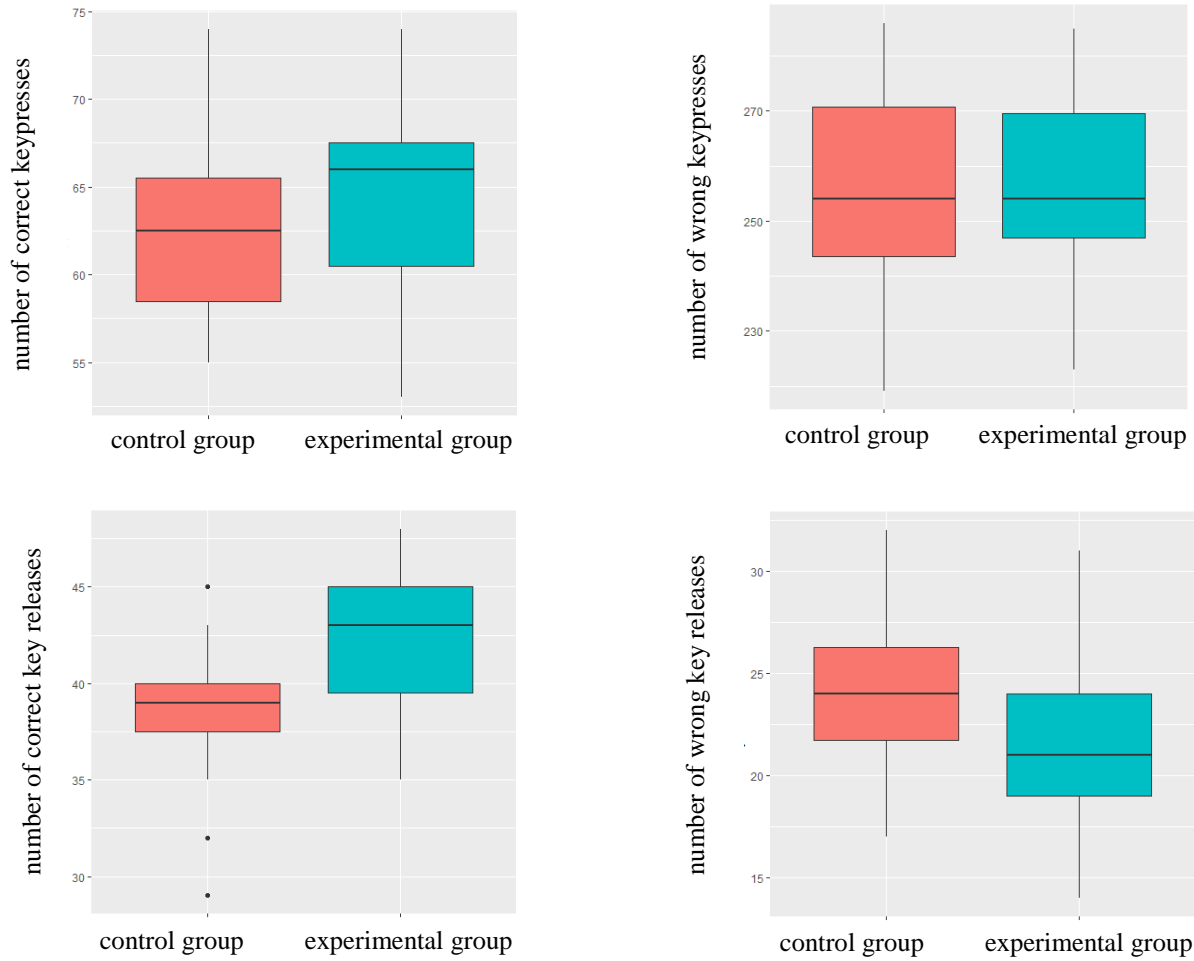 number of correct keypresses
75
70
65
60
55
control group
experimental group
number of wrong keypresses
270
250
230
control group
experimental group
number of correct key releases
45
40
35
30
control group
experimental group
number of wrong key releases
30
25
20
15
control group
experimental group